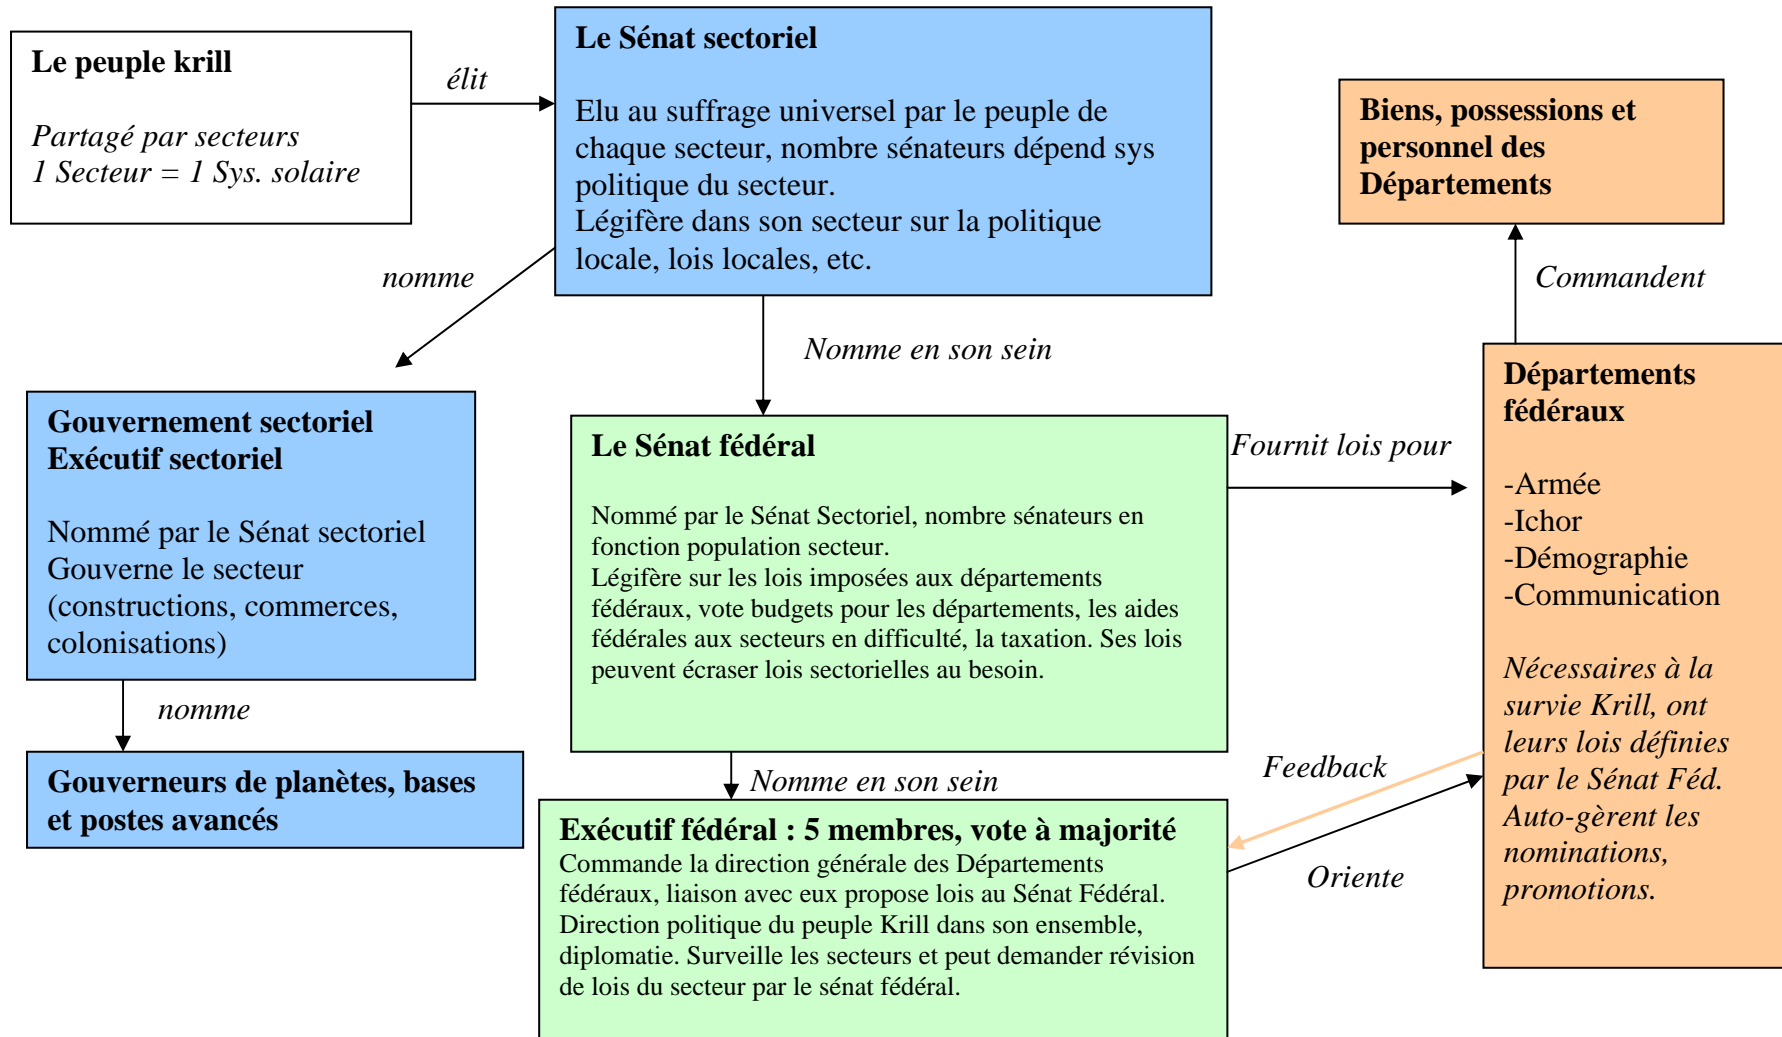 Le peuple krill
Partagé par secteurs
1 Secteur = 1 Sys. solaire
élit
Le Sénat sectoriel
Elu au suffrage universel par le peuple de
chaque secteur, nombre sénateurs dépend sys
politique du secteur.
Légifère dans son secteur sur la politique
locale, lois locales, etc.
Biens, possessions et
personnel des
Départements
nomme
Nomme en son sein
Commandent
Gouvernement sectoriel
Exécutif sectoriel
Nommé par le Sénat sectoriel
Gouverne le secteur
(constructions, commerces,
colonisations)
Le Sénat fédéral
Nommé par le Sénat Sectoriel, nombre sénateurs en
fonction population secteur.
Légifère sur les lois imposées aux départements
fédéraux, vote budgets pour les départements, les aides
fédérales aux secteurs en difficulté, la taxation. Ses lois
peuvent écraser lois sectorielles au besoin.
Fournit lois pour
Départements
fédéraux
-Armée
-Ichor
-Démographie
-Communication
Nécessaires à la
survie Krill, ont
leurs lois définies
par le Sénat Féd.
Auto-gèrent les
nominations,
promotions.
nomme
Gouverneurs de planètes, bases
et postes avancés
Nomme en son sein
Feedback
Oriente
Exécutif fédéral : 5 membres, vote à majorité
Commande la direction générale des Départements
fédéraux, liaison avec eux propose lois au Sénat Fédéral.
Direction politique du peuple Krill dans son ensemble,
diplomatie. Surveille les secteurs et peut demander révision
de lois du secteur par le sénat fédéral.